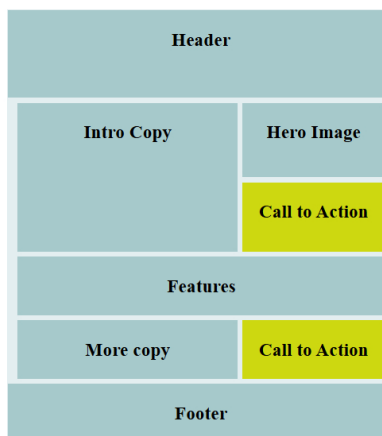 Header
Intro Copy
Hero Image
Call to Action
Features
More copy
Call to Action
Footer